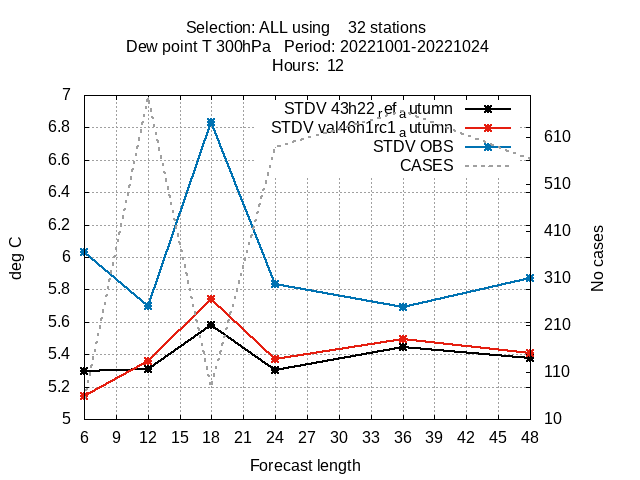 Selection: ALL using 32 stations
Dew point T 300hPa Period: 20221001-20221024
Hours: 12
STDV 43h22_ref_autumn
STDV val46h1rc1_autumn
STDV OBS
CASES
deg C
7
6.8
6.6
6.4
6.2
6
5.8
5.6
5.4
5.2
5
610
510
410
310
210
110
10
No cases
6 9 12 15 18 21 24 27 30 33 36 39 42 45 48
Forecast length